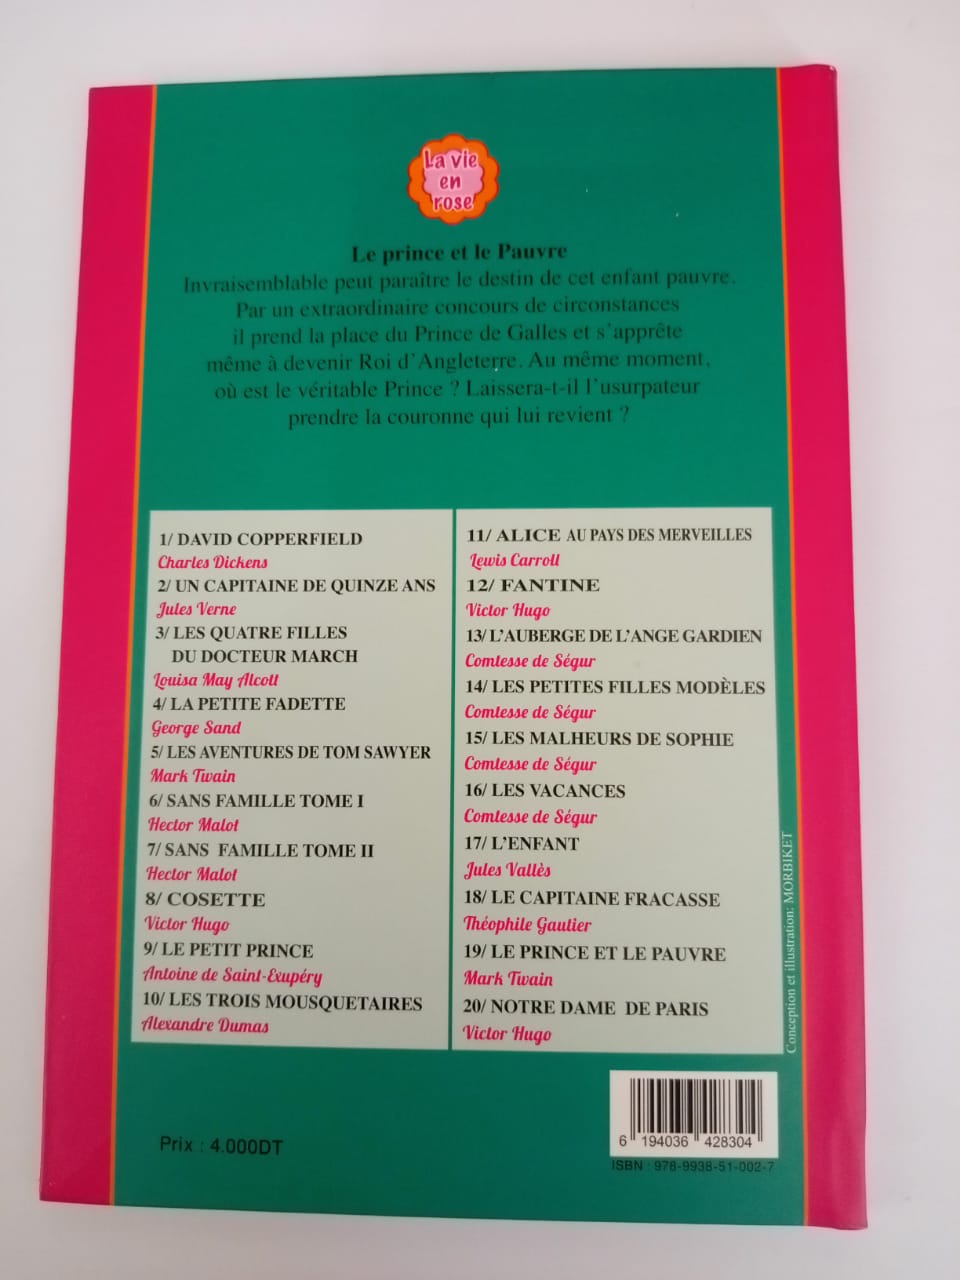 La vie
en
rose
Le prince et le Pauvre
Invraisemblable peut paraître le destin de cet enfant pauvre.
Par un extraordinaire concours de circonstances
il prend la place du Prince de Galles et s'apprête
même à devenir Roi d'Angleterre. Au même moment,
où est le véritable Prince ? Laissera-t-il l'usurpateur
prendre la couronne qui lui revient ?
1/ DAVID COPPERFIELD
Charles Dickens
2/ UN CAPITAINE DE QUINZE ANS
Jules Verne
3/ LES QUATRE FILLES
DU DOCTEUR MARCH
Louisa May Alcott
4/ LA PETITE FADETTE
George Sand
5/ LES AVENTURES DE TOM SAWYER
Mark Twain
6/ SANS FAMILLE TOME I
Hector Malot
7/ SANS FAMILLE TOME II
Hector Malot
8/ COSETTE
Victor Hugo
9/ LE PETIT PRINCE
Antoine de Saint-Exupéry
10/ LES TROIS MOUSQUETAIRES
Alexandre Dumas
11/ ALICE AU PAYS DES MERVEILLES
Lewis Carroll
12/ FANTINE
Victor Hugo
13/ L'AUBERGE DE L'ANGE GARDIEN
Comtesse de Ségur
14/ LES PETITES FILLES MODÈLES
Comtesse de Ségur
15/ LES MALHEURS DE SOPHIE
Comtesse de Ségur
16/ LES VACANCES
Comtesse de Ségur
17/ L'ENFANT
Jules Vallès
18/ LE CAPITAINE FRACASSE
Théophile Gautier
19/ LE PRINCE ET LE PAUVRE
Mark Twain
20/ NOTRE DAME DE PARIS
Victor Hugo
Conception et illustration: MORBIKET
Prix : 4.000DT
6 194036 428304
ISBN : 978-9938-51-002-7